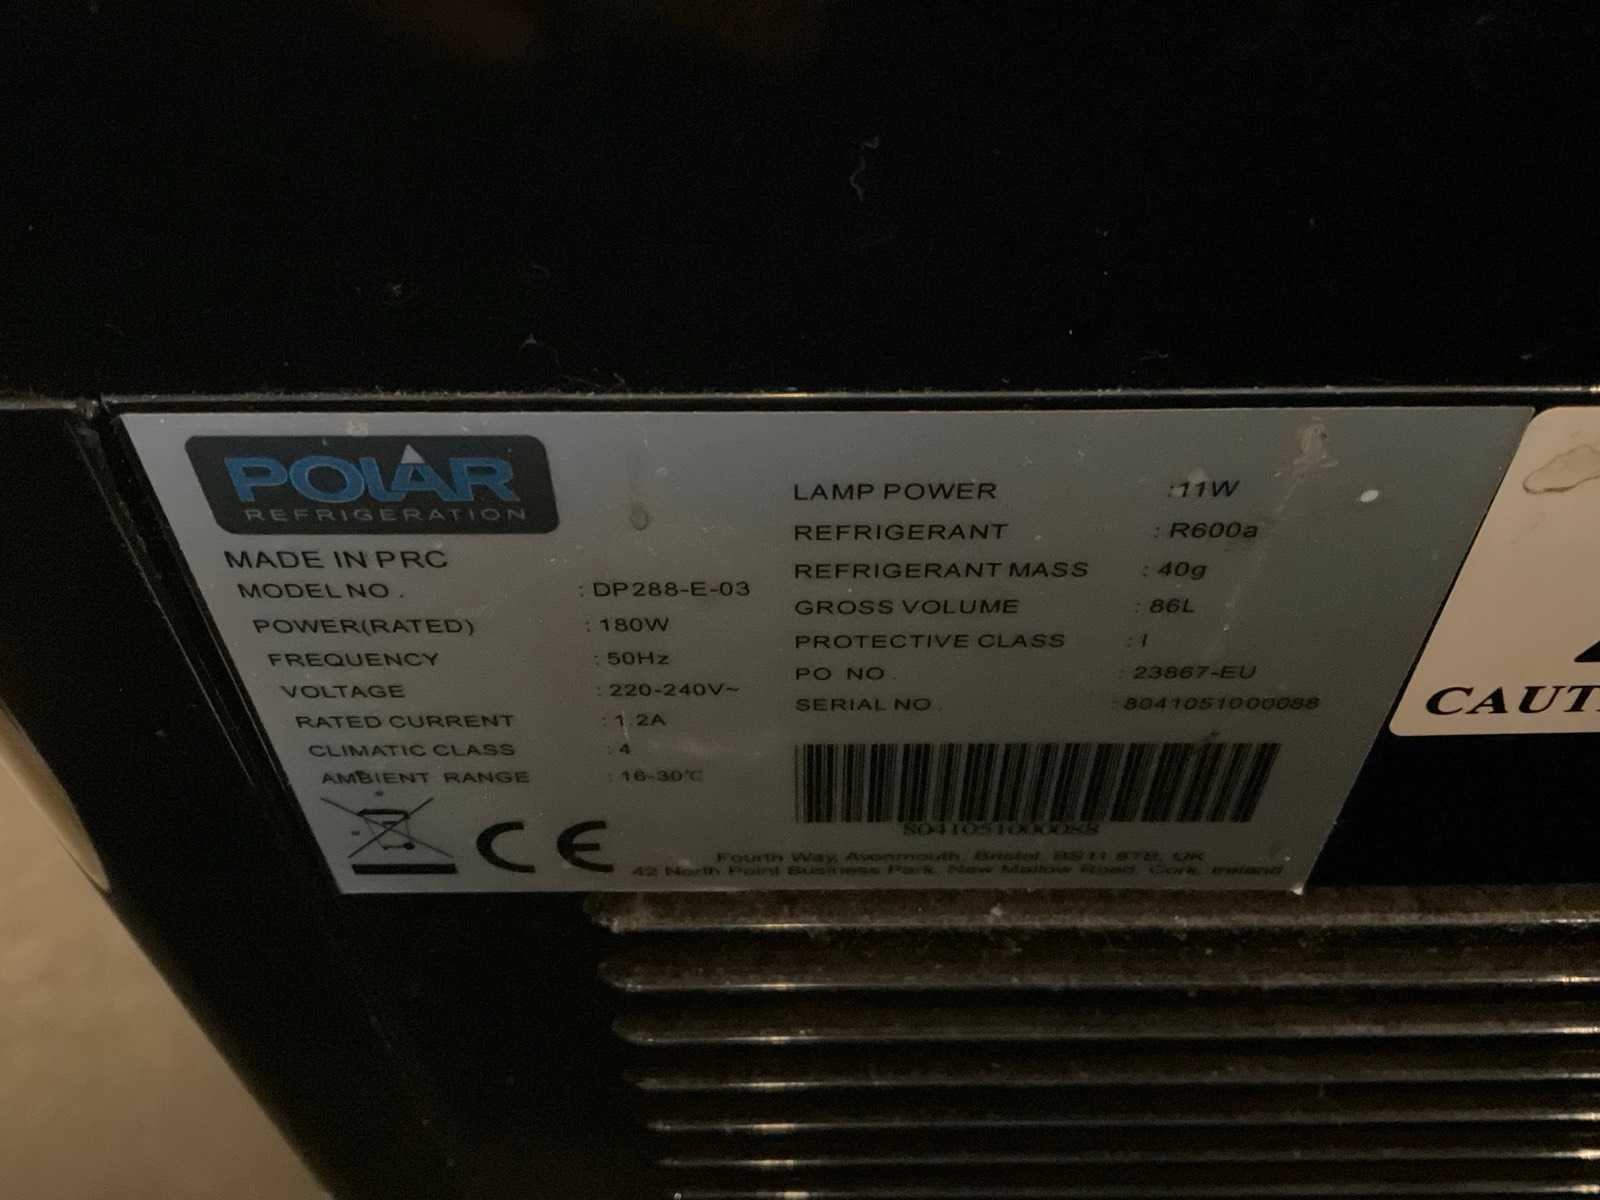 POLAR
REFRIGERATION
MADE IN PRC
MODEL NO. : DP288-E-03
POWER(RATED) : 180W
FREQUENCY : 50Hz
VOLTAGE : 220-240V~
RATED CURRENT : 1.2A
CLIMATIC CLASS : 4
AMBIENT RANGE : 16-30℃
CE
LAMP POWER :11W
REFRIGERANT : R600a
REFRIGERANT MASS : 40g
GROSS VOLUME : 86L
PROTECTIVE CLASS : I
PO NO. : 23867-EU
SERIAL NO. : 8041051000088
8041051000088
Fourth Way, Avonmouth, Bristol, BS11 8TB, UK
42 North Point Business Park, New Mallow Road, Cork, Ireland
CAUT